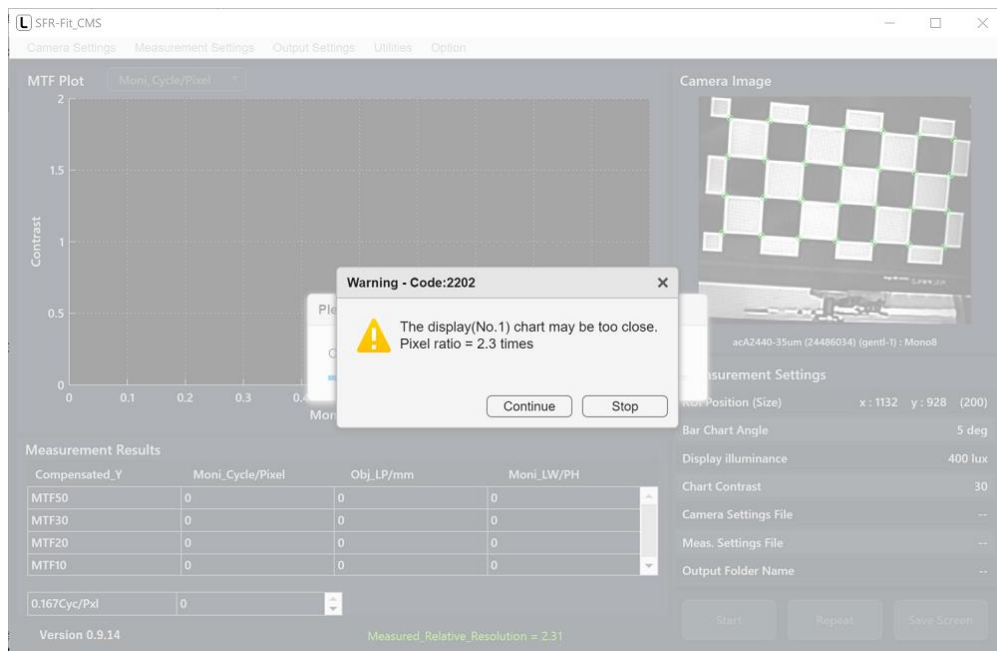 L SFR-Fit_CMS
Camera Settings Measurement Settings Output Settings Utilities Option
MTF Plot Moni_Cycle/Pixel
2
1.5
1
0.5
0
Contrast
0 0.1 0.2 0.3
Mon
Camera Image
acA2440-35um (24486034) (gentl-1) : Mono8
Ple
C
Warning - Code:2202
The display(No.1) chart may be too close.
Pixel ratio = 2.3 times
Continue Stop
surement Settings
Position (Size) x : 1132 y : 928 (200)
Bar Chart Angle 5 deg
Display illuminance 400 lux
Chart Contrast 30
Camera Settings File --
Meas. Settings File --
Output Folder Name --
Start Repeat Save Screen
Measurement Results
Compensated_Y Moni_Cycle/Pixel Obj_LP/mm Moni_LW/PH
MTF50 0 0 0
MTF30 0 0 0
MTF20 0 0 0
MTF10 0 0 0
0.167Cyc/Pxl 0
Version 0.9.14
Measured_Relative_Resolution = 2.31